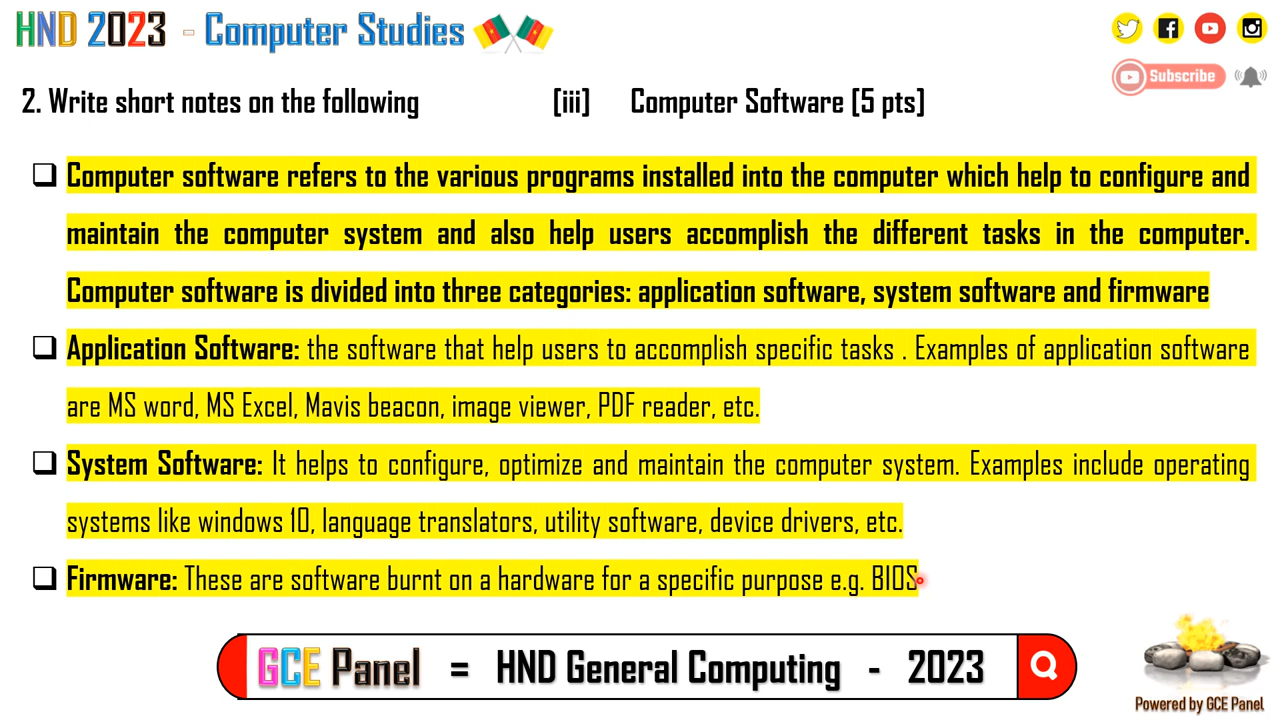 HND 2023 - Computer Studies
Subscribe
2. Write short notes on the following [iii] Computer Software [5 pts]
Computer software refers to the various programs installed into the computer which help to configure and
maintain the computer system and also help users accomplish the different tasks in the computer.
Computer software is divided into three categories: application software, system software and firmware
Application Software: the software that help users to accomplish specific tasks . Examples of application software
are MS word, MS Excel, Mavis beacon, image viewer, PDF reader, etc.
System Software: It helps to configure, optimize and maintain the computer system. Examples include operating
systems like windows 10, language translators, utility software, device drivers, etc.
Firmware: These are software burnt on a hardware for a specific purpose e.g. BIOS
GCE Panel = HND General Computing - 2023
Powered by GCE Panel